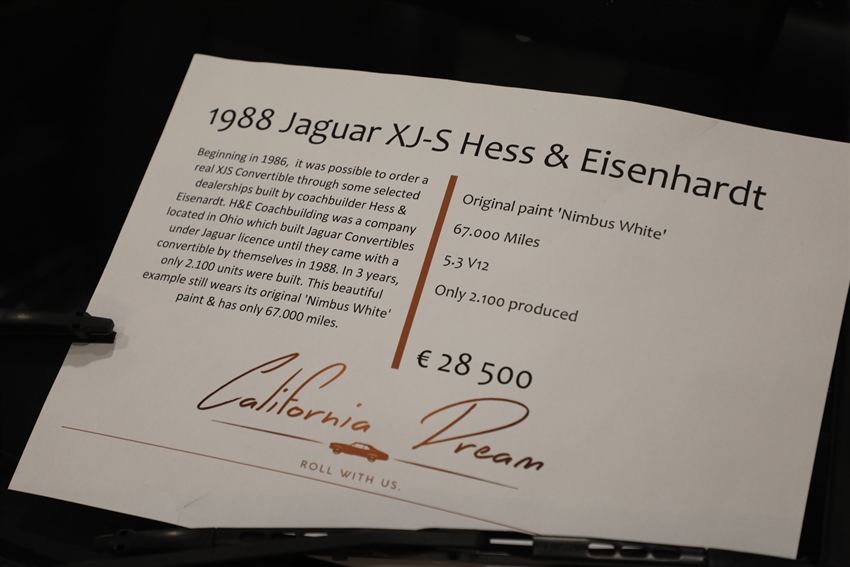 1988 Jaguar XJ-S Hess & Eisenhardt
Beginning in 1986, it was possible to order a
real XJS Convertible through some selected
dealerships built by coachbuilder Hess &
Eisenardt. H&E Coachbuilding was a company
located in Ohio which built Jaguar Convertibles
under Jaguar licence until they came with a
convertible by themselves in 1988. In 3 years,
only 2.100 units were built. This beautiful
example still wears its original 'Nimbus White'
paint & has only 67.000 miles.
Original paint 'Nimbus White'
67.000 Miles
5.3 V12
Only 2.100 produced
€ 28 500
California Dream
ROLL WITH US.